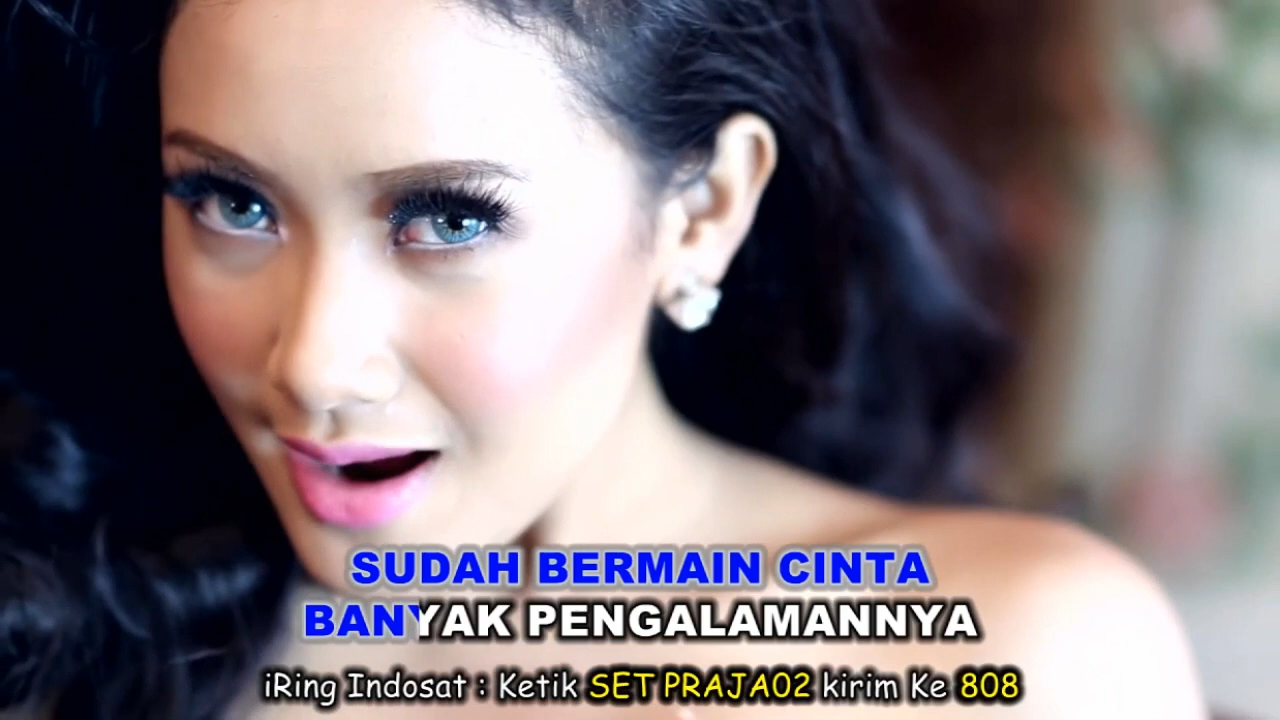 SUDAH BERMAIN CINTA
BANYAK PENGALAMANNYA
iRing Indosat : Ketik SET PRAJA02 kirim Ke 808